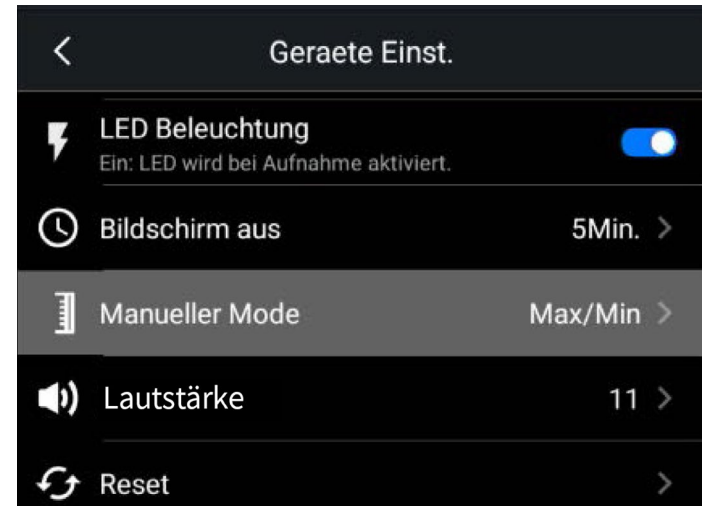 Geraete Einst.
LED Beleuchtung
Ein: LED wird bei Aufnahme aktiviert.
Bildschirm aus 5Min.
Manueller Mode Max/Min
Lautstärke 11
Reset